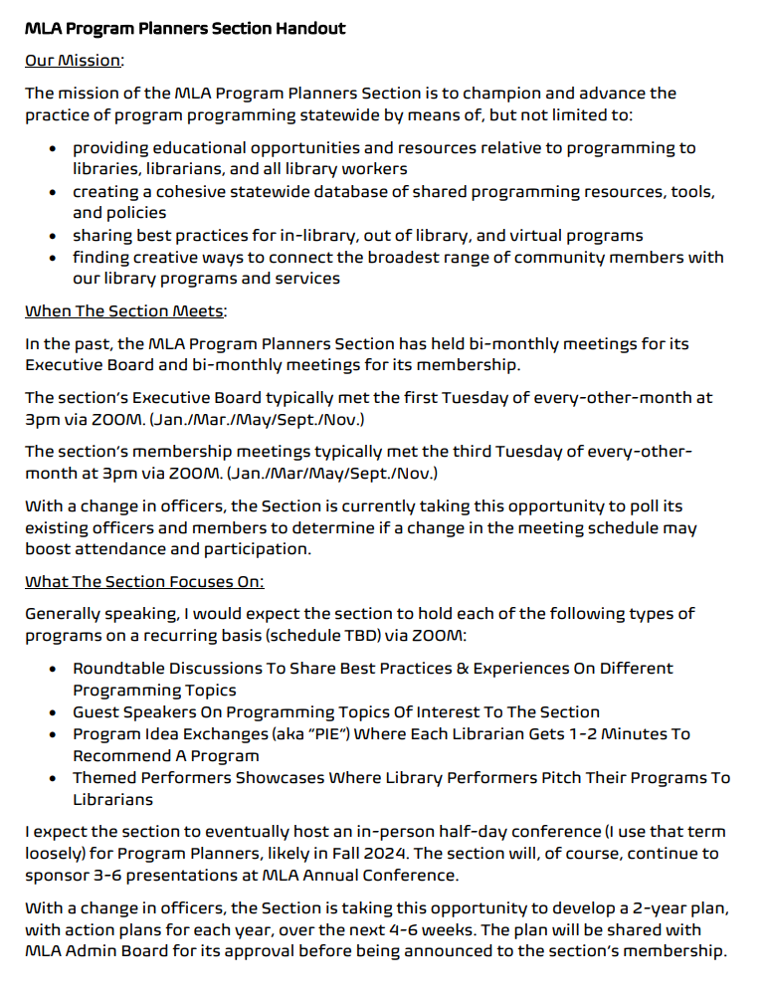 MLA Program Planners Section Handout
Our Mission:
The mission of the MLA Program Planners Section is to champion and advance the
practice of program programming statewide by means of, but not limited to:
• providing educational opportunities and resources relative to programming to
libraries, librarians, and all library workers
• creating a cohesive statewide database of shared programming resources, tools,
and policies
• sharing best practices for in-library, out of library, and virtual programs
• finding creative ways to connect the broadest range of community members with
our library programs and services
When The Section Meets:
In the past, the MLA Program Planners Section has held bi-monthly meetings for its
Executive Board and bi-monthly meetings for its membership.
The section's Executive Board typically met the first Tuesday of every-other-month at
3pm via ZOOM. (Jan./Mar./May/Sept./Nov.)
The section's membership meetings typically met the third Tuesday of every-other-
month at 3pm via ZOOM. (Jan./Mar/May/Sept./Nov.)
With a change in officers, the Section is currently taking this opportunity to poll its
existing officers and members to determine if a change in the meeting schedule may
boost attendance and participation.
What The Section Focuses On:
Generally speaking, I would expect the section to hold each of the following types of
programs on a recurring basis (schedule TBD) via ZOOM:
• Roundtable Discussions To Share Best Practices & Experiences On Different
Programming Topics
• Guest Speakers On Programming Topics Of Interest To The Section
• Program Idea Exchanges (aka "PIE") Where Each Librarian Gets 1-2 Minutes To
Recommend A Program
• Themed Performers Showcases Where Library Performers Pitch Their Programs To
Librarians
I expect the section to eventually host an in-person half-day conference (I use that term
loosely) for Program Planners, likely in Fall 2024. The section will, of course, continue to
sponsor 3-6 presentations at MLA Annual Conference.
With a change in officers, the Section is taking this opportunity to develop a 2-year plan,
with action plans for each year, over the next 4-6 weeks. The plan will be shared with
MLA Admin Board for its approval before being announced to the section's membership.